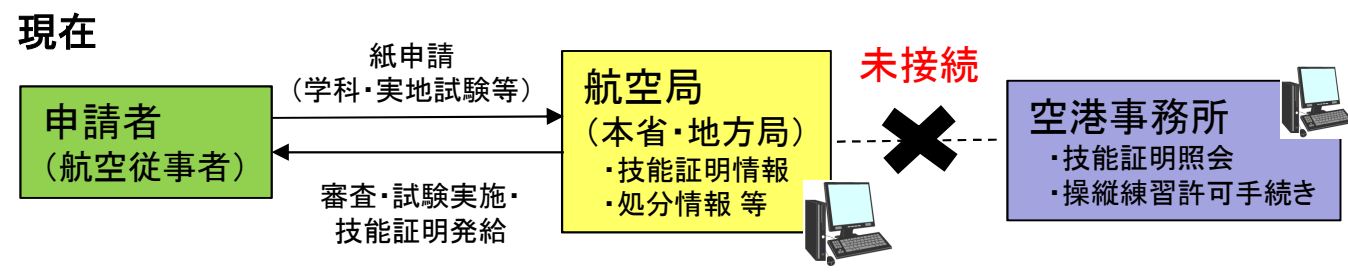 現在
紙申請
（学科・実地試験等）
申請者
（航空従事者）
審査・試験実施・
技能証明発給
航空局
（本省・地方局）
・技能証明情報
・処分情報 等
未接続
空港事務所
・技能証明照会
・操縦練習許可手続き